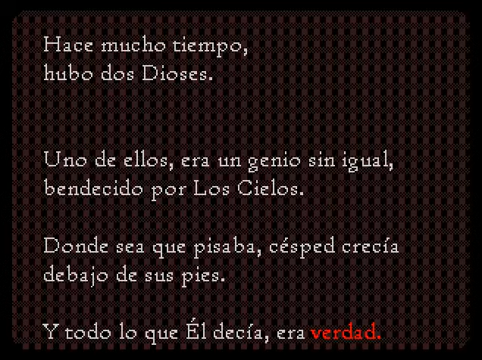 Hace mucho tiempo,
hubo dos Dioses.
Uno de ellos, era un genio sin igual,
bendecido por Los Cielos.
Donde sea que pisaba, césped crecía
debajo de sus pies.
Y todo lo que Él decía, era verdad.